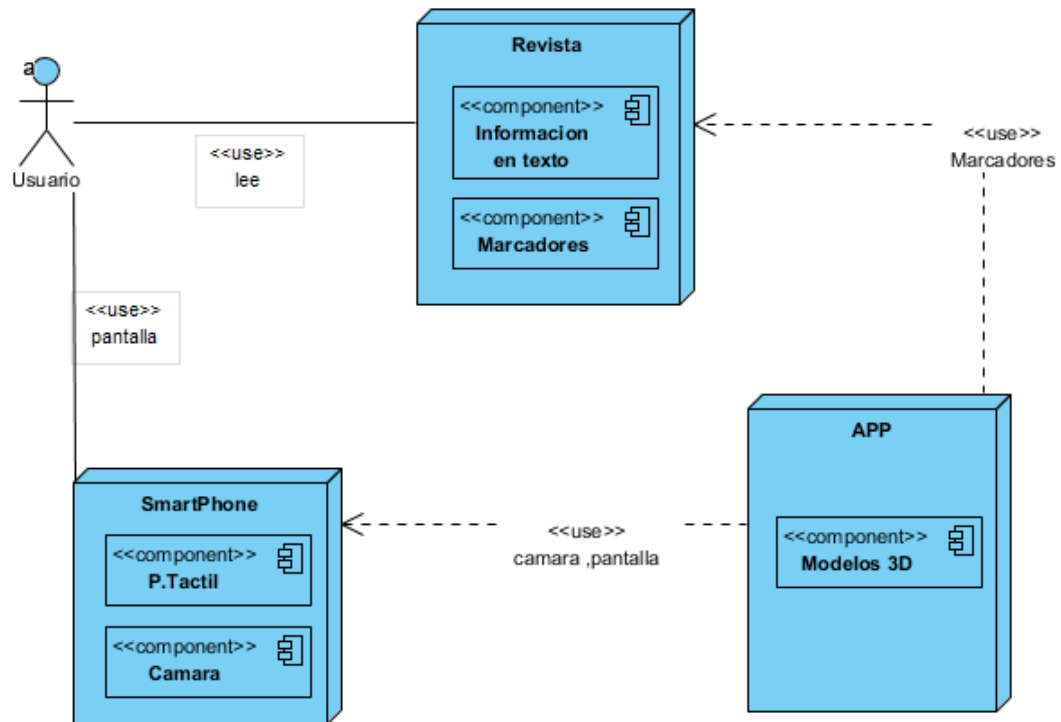 a
Usuario
<<use>>
lee
Revista
<<component>>
Informacion
en texto
<<component>>
Marcadores
<<use>>
Marcadores
<<use>>
pantalla
SmartPhone
<<component>>
P.Tactil
<<component>>
Camara
<<use>>
camara ,pantalla
APP
<<component>>
Modelos 3D